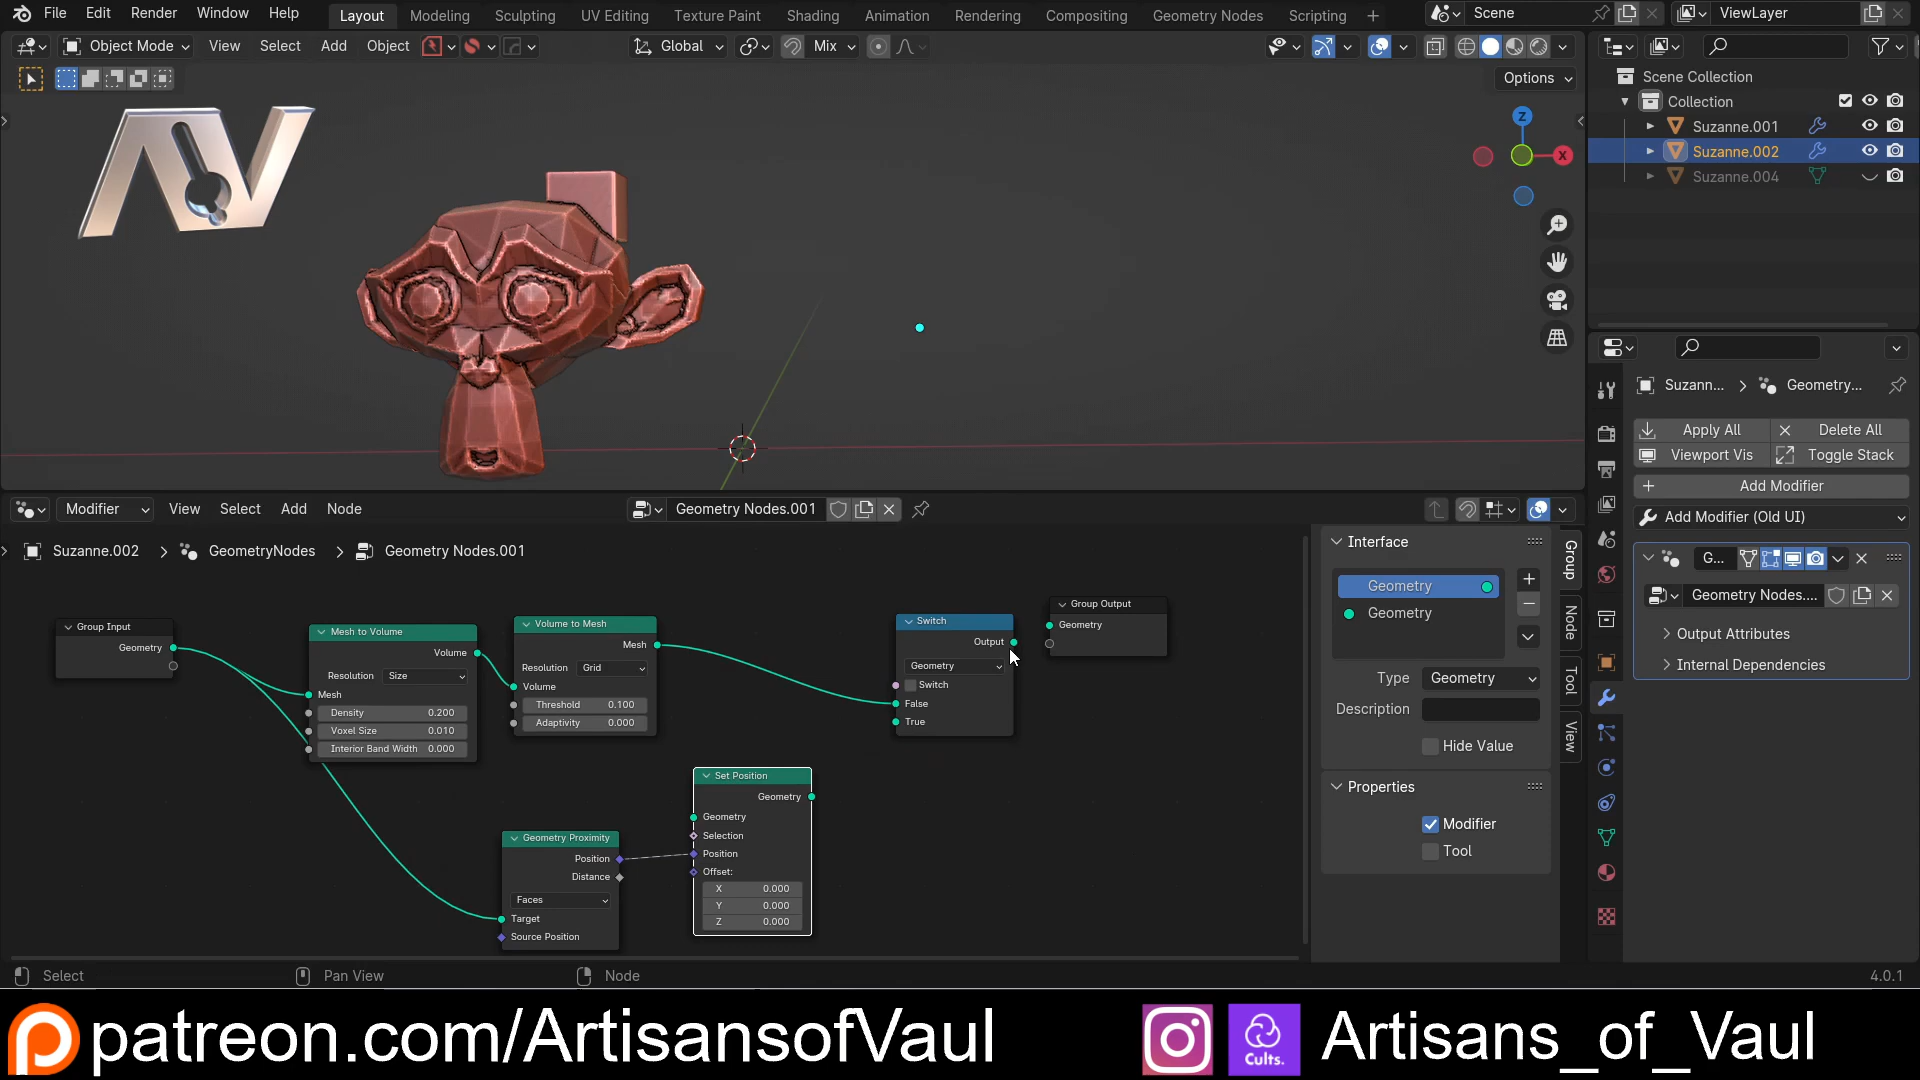 File Edit Render Window Help Layout Modeling Sculpting UV Editing Texture Paint Shading Animation Rendering Compositing Geometry Nodes Scripting + Scene ViewLayer
Object Mode View Select Add Object Global Mix
Options
Z
X
AV
Scene Collection
Collection
Suzanne.001
Suzanne.002
Suzanne.004
Suzann... > Geometry...
Apply All Delete All
Viewport Vis Toggle Stack
Add Modifier
Add Modifier (Old UI)
G...
Geometry Nodes....
Output Attributes
Internal Dependencies
Modifier View Select Add Node Geometry Nodes.001
Suzanne.002 > GeometryNodes > Geometry Nodes.001
Group Input
Geometry
Mesh to Volume
Volume
Resolution Size
Mesh
Density 0.200
Voxel Size 0.010
Interior Band Width 0.000
Volume to Mesh
Mesh
Resolution Grid
Volume
Threshold 0.100
Adaptivity 0.000
Switch
Output
Geometry
Switch
False
True
Group Output
Geometry
Set Position
Geometry
Geometry
Selection
Position
Offset:
X 0.000
Y 0.000
Z 0.000
Geometry Proximity
Position
Distance
Faces
Target
Source Position
Interface
Geometry
Geometry
Type Geometry
Description
Hide Value
Properties
Modifier
Tool
Group
Node
Tool
View
Select Pan View Node 4.0.1
patreon.com/ArtisansofVaul Cults. Artisans_of_Vaul